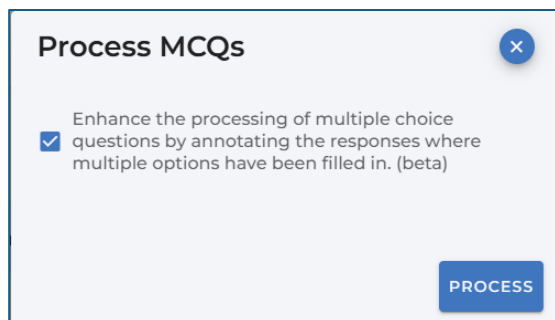 Process MCQs
Enhance the processing of multiple choice
questions by annotating the responses where
multiple options have been filled in. (beta)
PROCESS